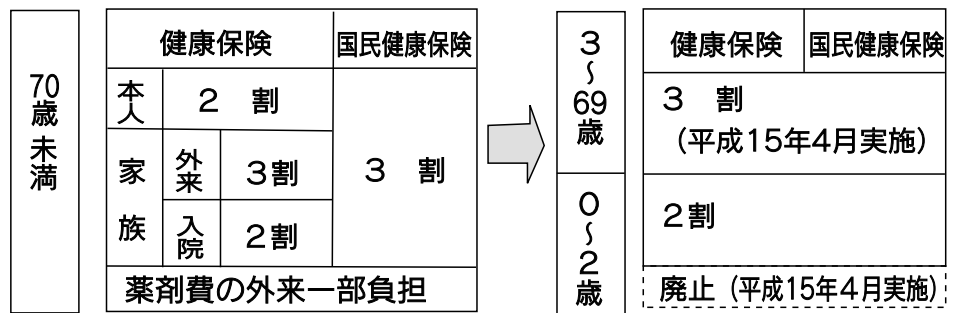 70歳未満
健康保険
国民健康保険
本人
2 割
家族
外来
3割
入院
2割
3 割
薬剤費の外来一部負担
3～69歳
0～2歳
健康保険
国民健康保険
3 割
（平成15年4月実施）
2割
廃止（平成15年4月実施）